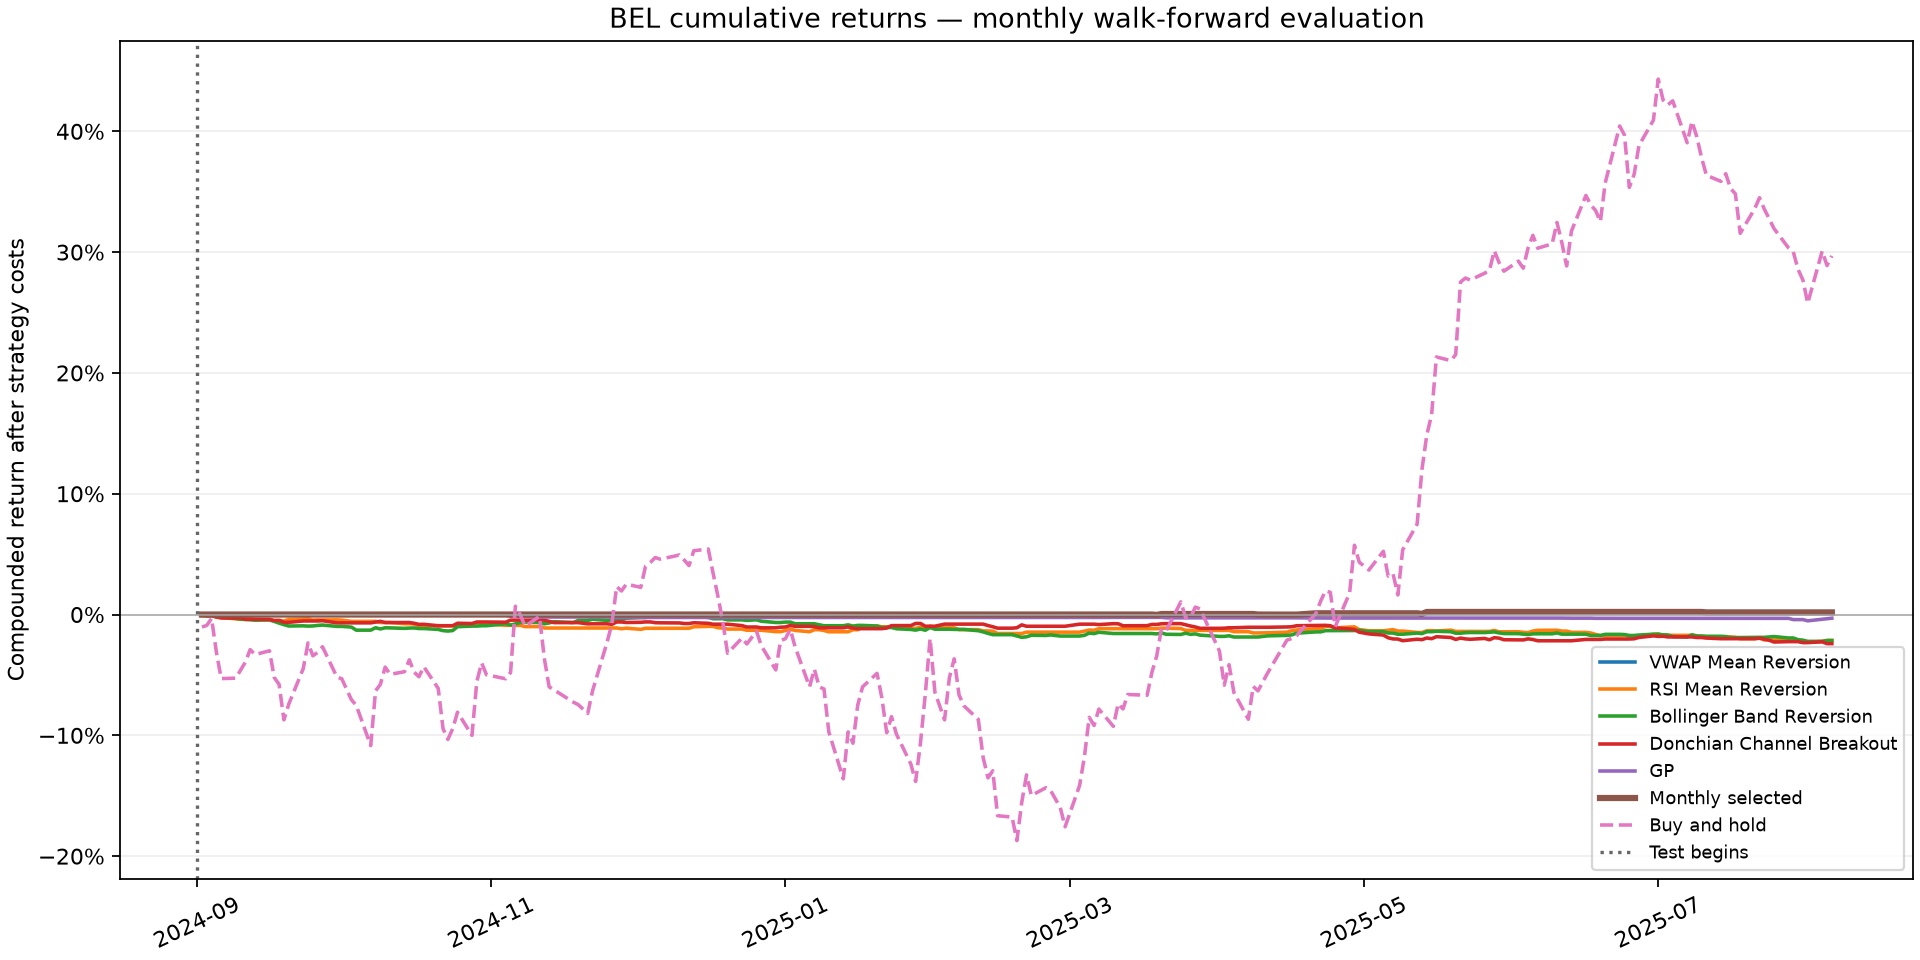 BEL cumulative returns — monthly walk-forward evaluation
Compounded return after strategy costs
40%
30%
20%
10%
0%
−10%
−20%
2024-09
2024-11
2025-01
2025-03
2025-05
2025-07
VWAP Mean Reversion
RSI Mean Reversion
Bollinger Band Reversion
Donchian Channel Breakout
GP
Monthly selected
Buy and hold
Test begins